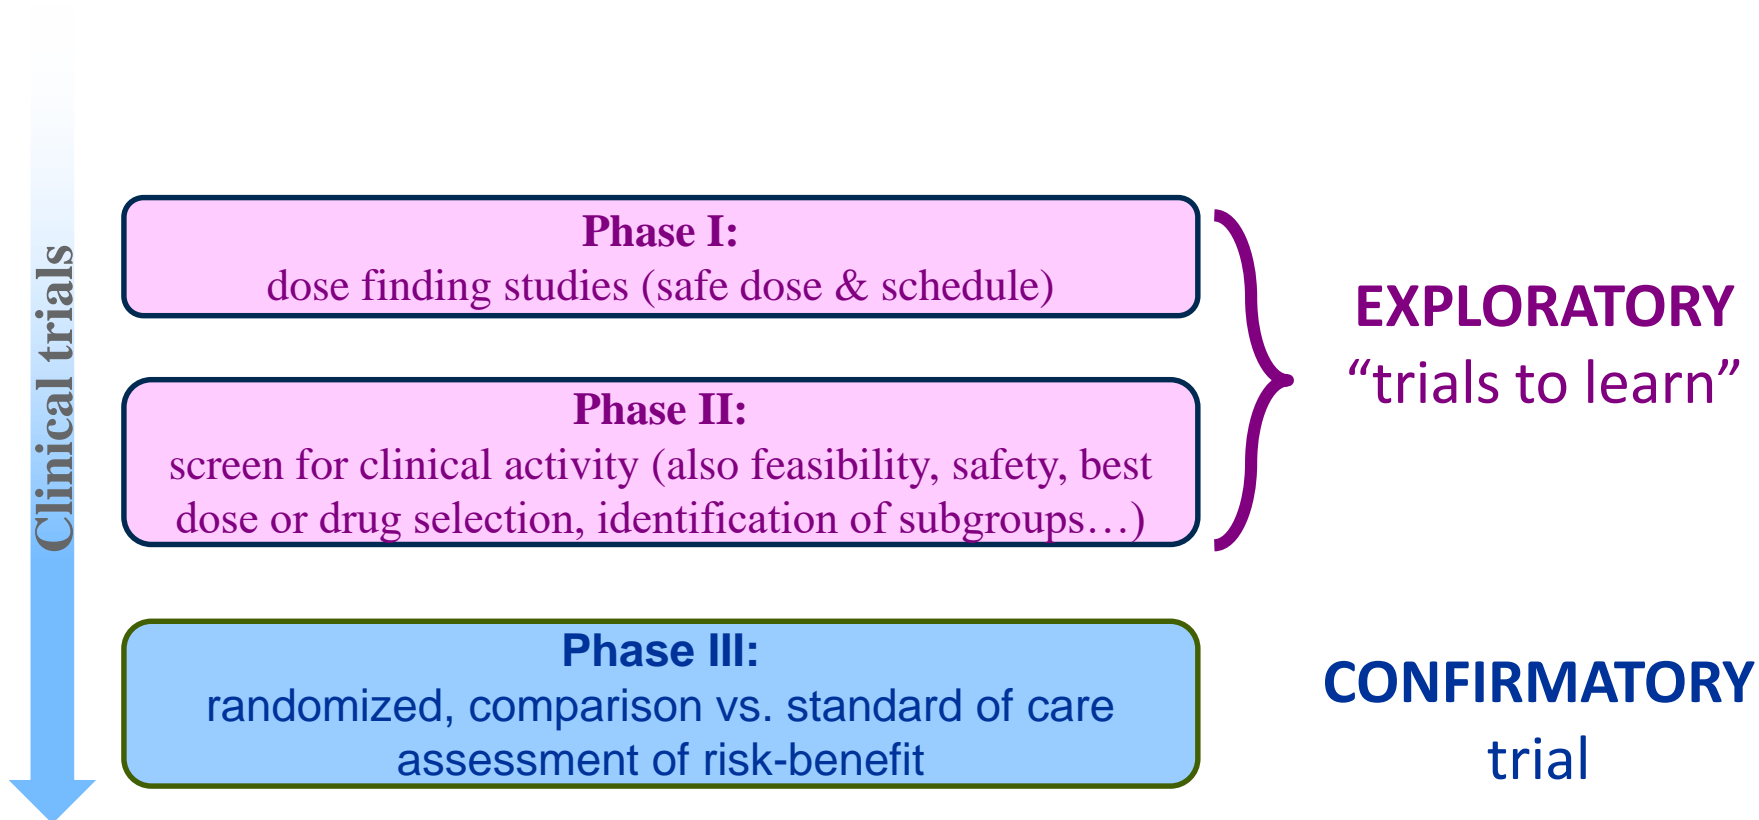 Clinical trials
Phase I:
dose finding studies (safe dose & schedule)
Phase II:
screen for clinical activity (also feasibility, safety, best
dose or drug selection, identification of subgroups…)
EXPLORATORY
“trials to learn”
Phase III:
randomized, comparison vs. standard of care
assessment of risk-benefit
CONFIRMATORY
trial